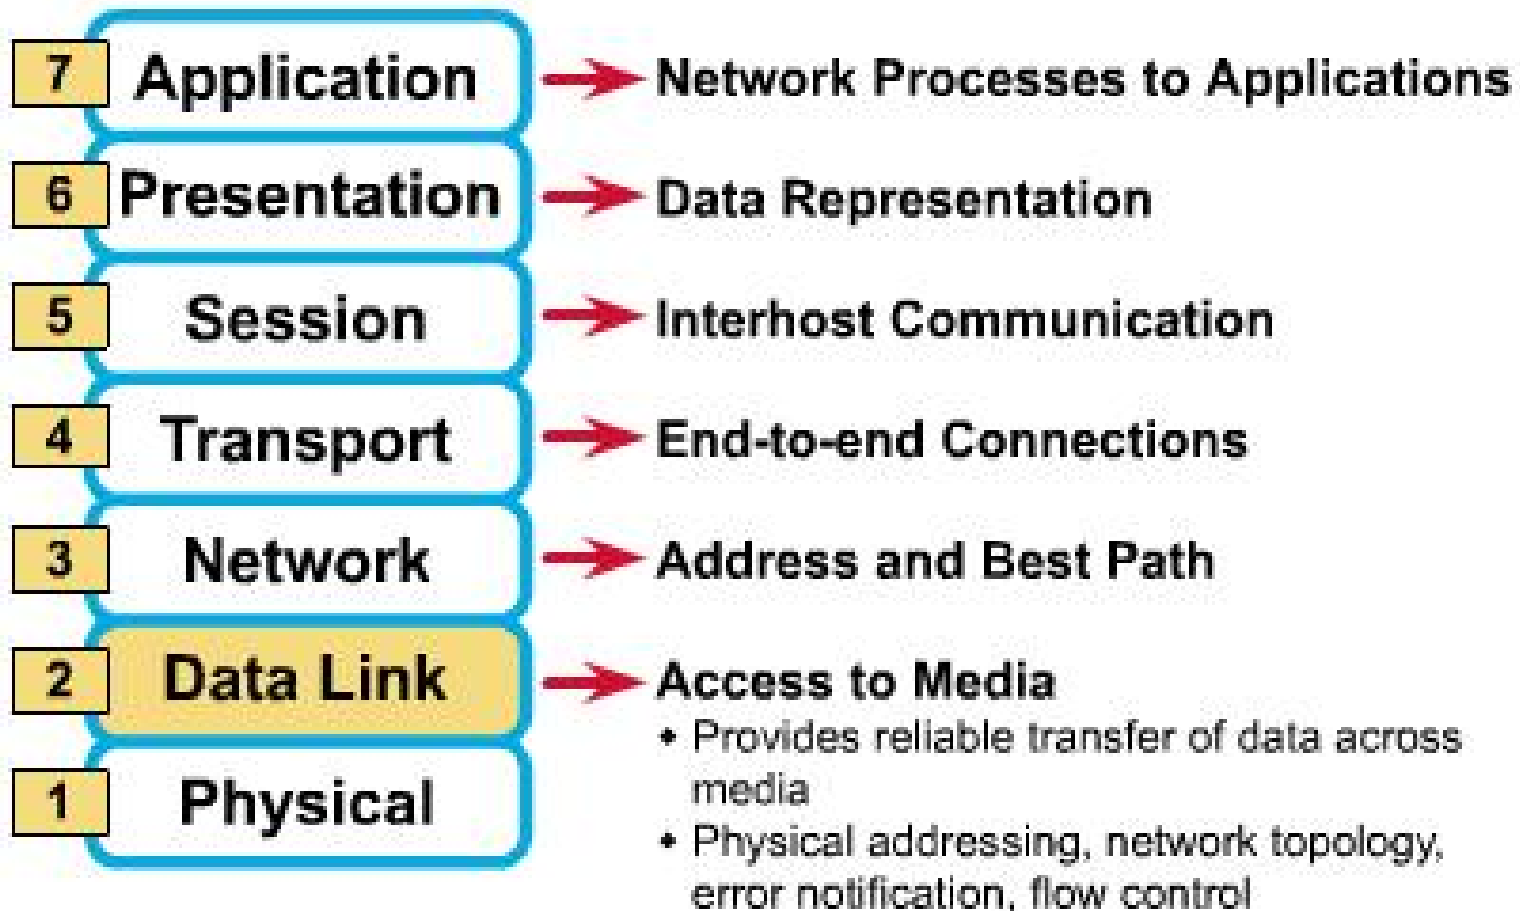 7 Application Network Processes to Applications
6 Presentation Data Representation
5 Session Interhost Communication
4 Transport End-to-end Connections
3 Network Address and Best Path
2 Data Link Access to Media
• Provides reliable transfer of data across
media
1 Physical
• Physical addressing, network topology,
error notification, flow control